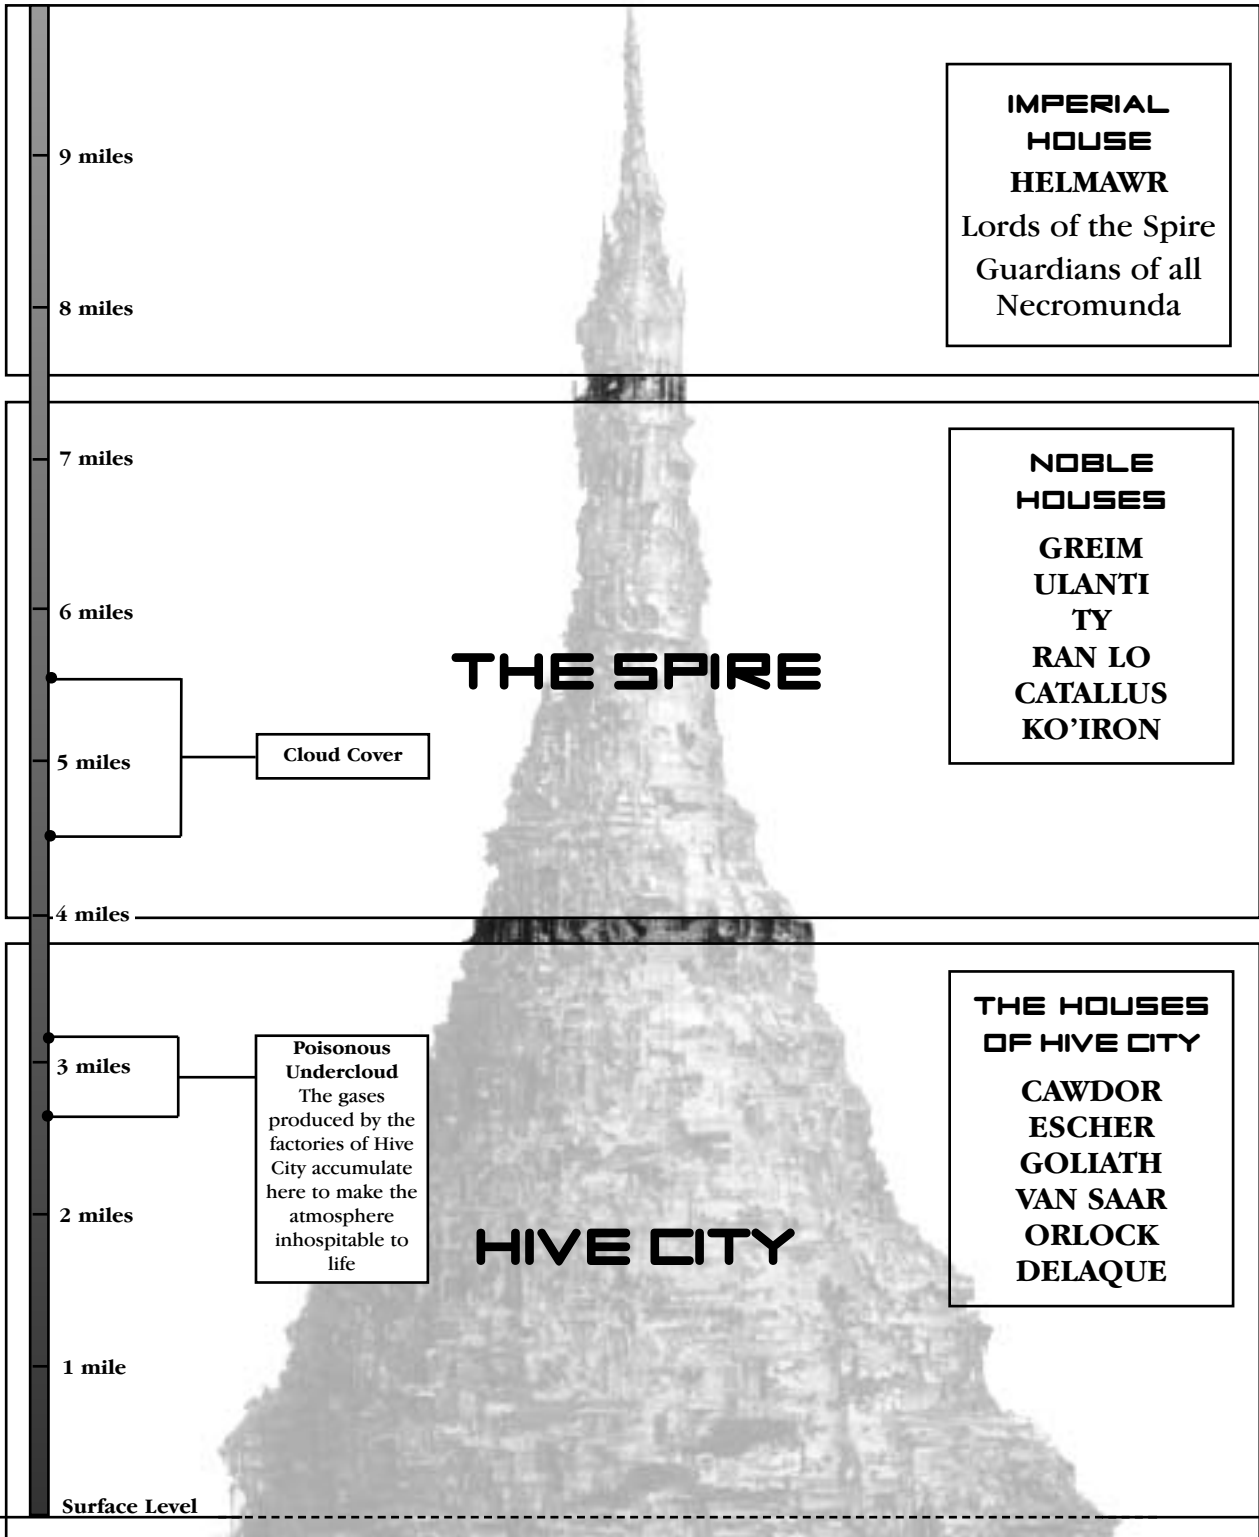 IMPERIAL
HOUSE
HELMAWR
Lords of the Spire
Guardians of all
Necromunda
9 miles
8 miles
7 miles
NOBLE
HOUSES
GREIM
ULANTI
TY
RAN LO
CATALLUS
KO’IRON
6 miles
THE SPIRE
5 miles
Cloud Cover
4 miles
THE HOUSES
OF HIVE CITY
CAWDOR
ESCHER
GOLIATH
VAN SAAR
ORLOCK
DELAQUE
3 miles
Poisonous
Undercloud
The gases
produced by the
factories of Hive
City accumulate
here to make the
atmosphere
inhospitable to
life
2 miles
HIVE CITY
1 mile
Surface Level